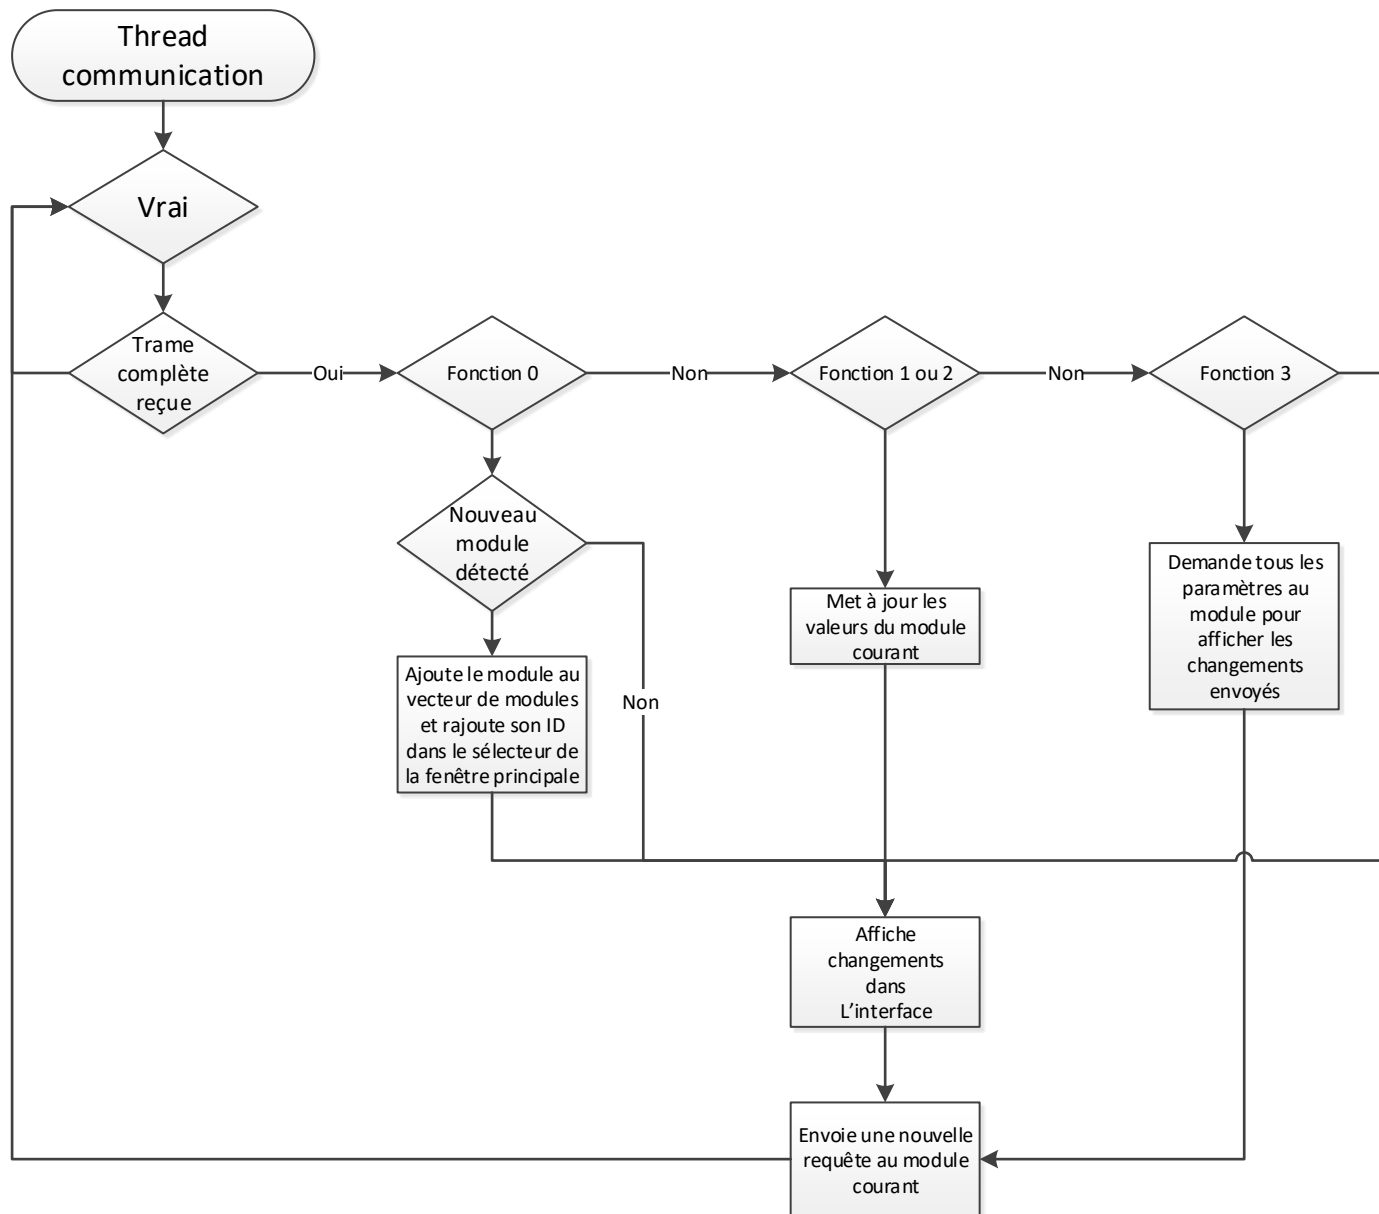 Thread
communication
Vrai
Trame
complète
reçue
Oui
Fonction 0
Non
Fonction 1 ou 2
Non
Fonction 3
Nouveau
module
détecté
Non
Ajoute le module au
vecteur de modules
et rajoute son ID
dans le sélecteur de
la fenêtre principale
Met à jour les
valeurs du module
courant
Demande tous les
paramètres au
module pour
afficher les
changements
envoyés
Affiche
changements
dans
L’interface
Envoie une nouvelle
requête au module
courant